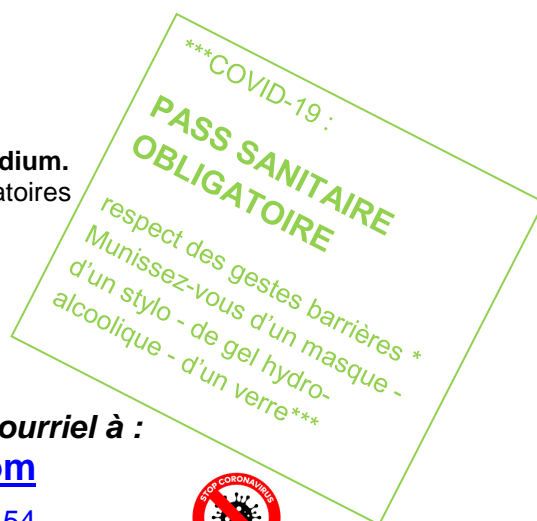 ***COVID-19 :
PASS SANITAIRE
OBLIGATOIRE
respect des gestes barrières *
Munissez-vous d'un masque -
d'un stylo - de gel hydro-
alcoolique - d'un verre***
dium.
atoires
ourriel à :
om
54
STOP CORONAVIRUS